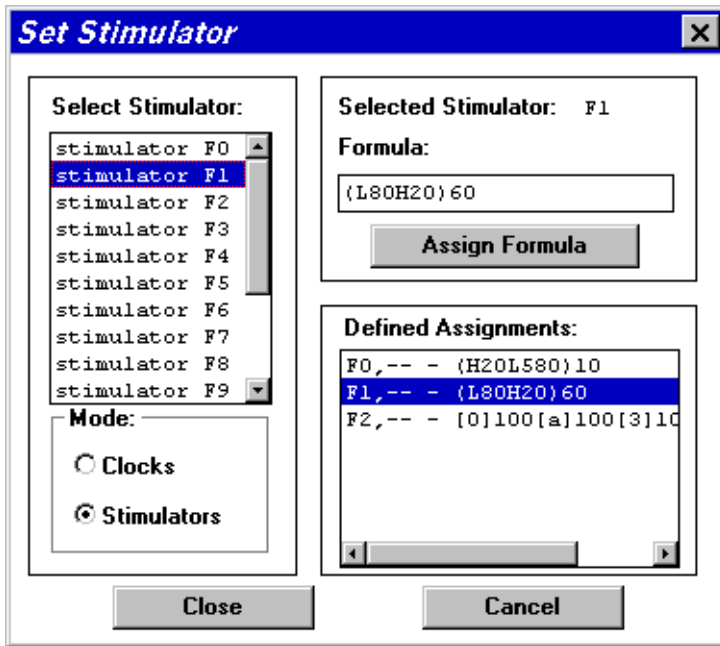 Set Stimulator
Select Stimulator:
stimulator F0
stimulator F1
stimulator F2
stimulator F3
stimulator F4
stimulator F5
stimulator F6
stimulator F7
stimulator F8
stimulator F9
Mode:
Clocks
Stimulators
Selected Stimulator: F1
Formula:
(L80H20)60
Assign Formula
Defined Assignments:
F0,-- - (H20L580)10
F1,-- - (L80H20)60
F2,-- - [0]100[a]100[3]10
Close
Cancel